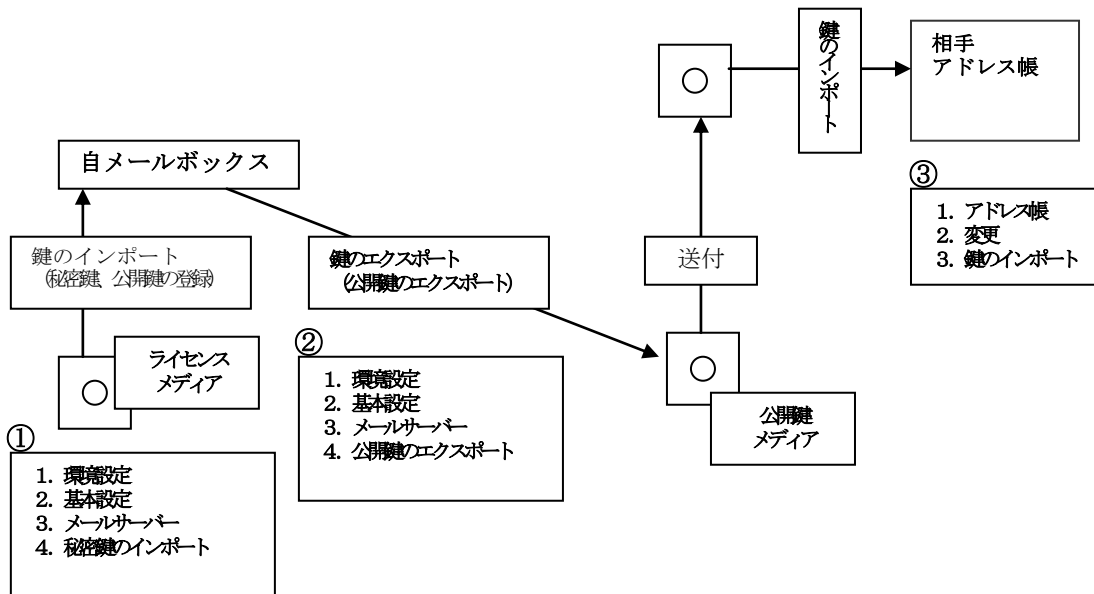 鍵のインポート
相手
アドレス帳
自メールボックス
③
1. アドレス帳
2. 変更
3. 鍵のインポート
鍵のインポート
(秘密鍵、公開鍵の登録)
鍵のエクスポート
(公開鍵のエクスポート)
送付
ライセンス
メディア
②
1. 環境設定
2. 基本設定
3. メールサーバー
4. 公開鍵のエクスポート
公開鍵
メディア
①
1. 環境設定
2. 基本設定
3. メールサーバー
4. 秘密鍵のインポート